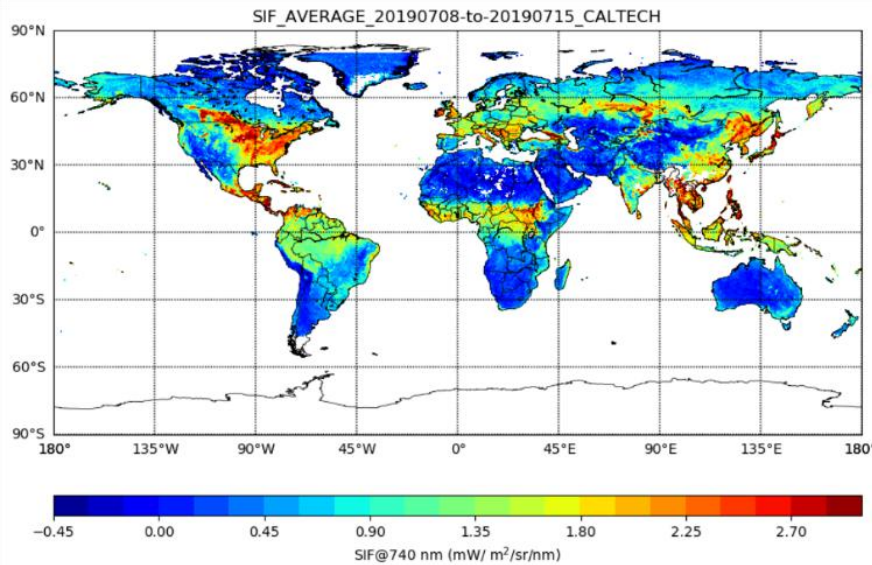 SIF_AVERAGE_20190708-to-20190715_CALTECH
90°N
60°N
30°N
0°
30°S
60°S
90°S
180° 135°W 90°W 45°W 0° 45°E 90°E 135°E 180°
−0.45 0.00 0.45 0.90 1.35 1.80 2.25 2.70
SIF@740 nm (mW/ m²/sr/nm)